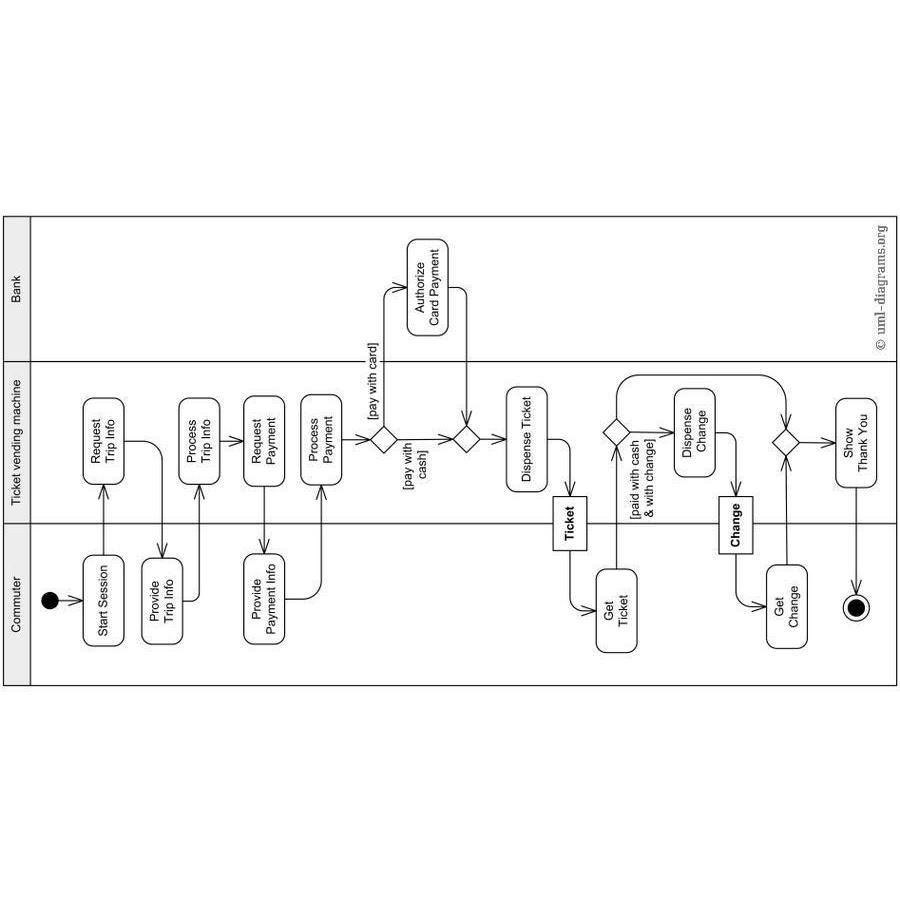 Commuter
Ticket vending machine
Bank
Start Session
Request
Trip Info
Provide
Trip Info
Process
Trip Info
Request
Payment
Provide
Payment Info
Process
Payment
[pay with card]
[pay with
cash]
Authorize
Card Payment
Dispense Ticket
Ticket
Get
Ticket
[paid with cash
& with change]
Dispense
Change
Change
Get
Change
Show
Thank You
© uml-diagrams.org